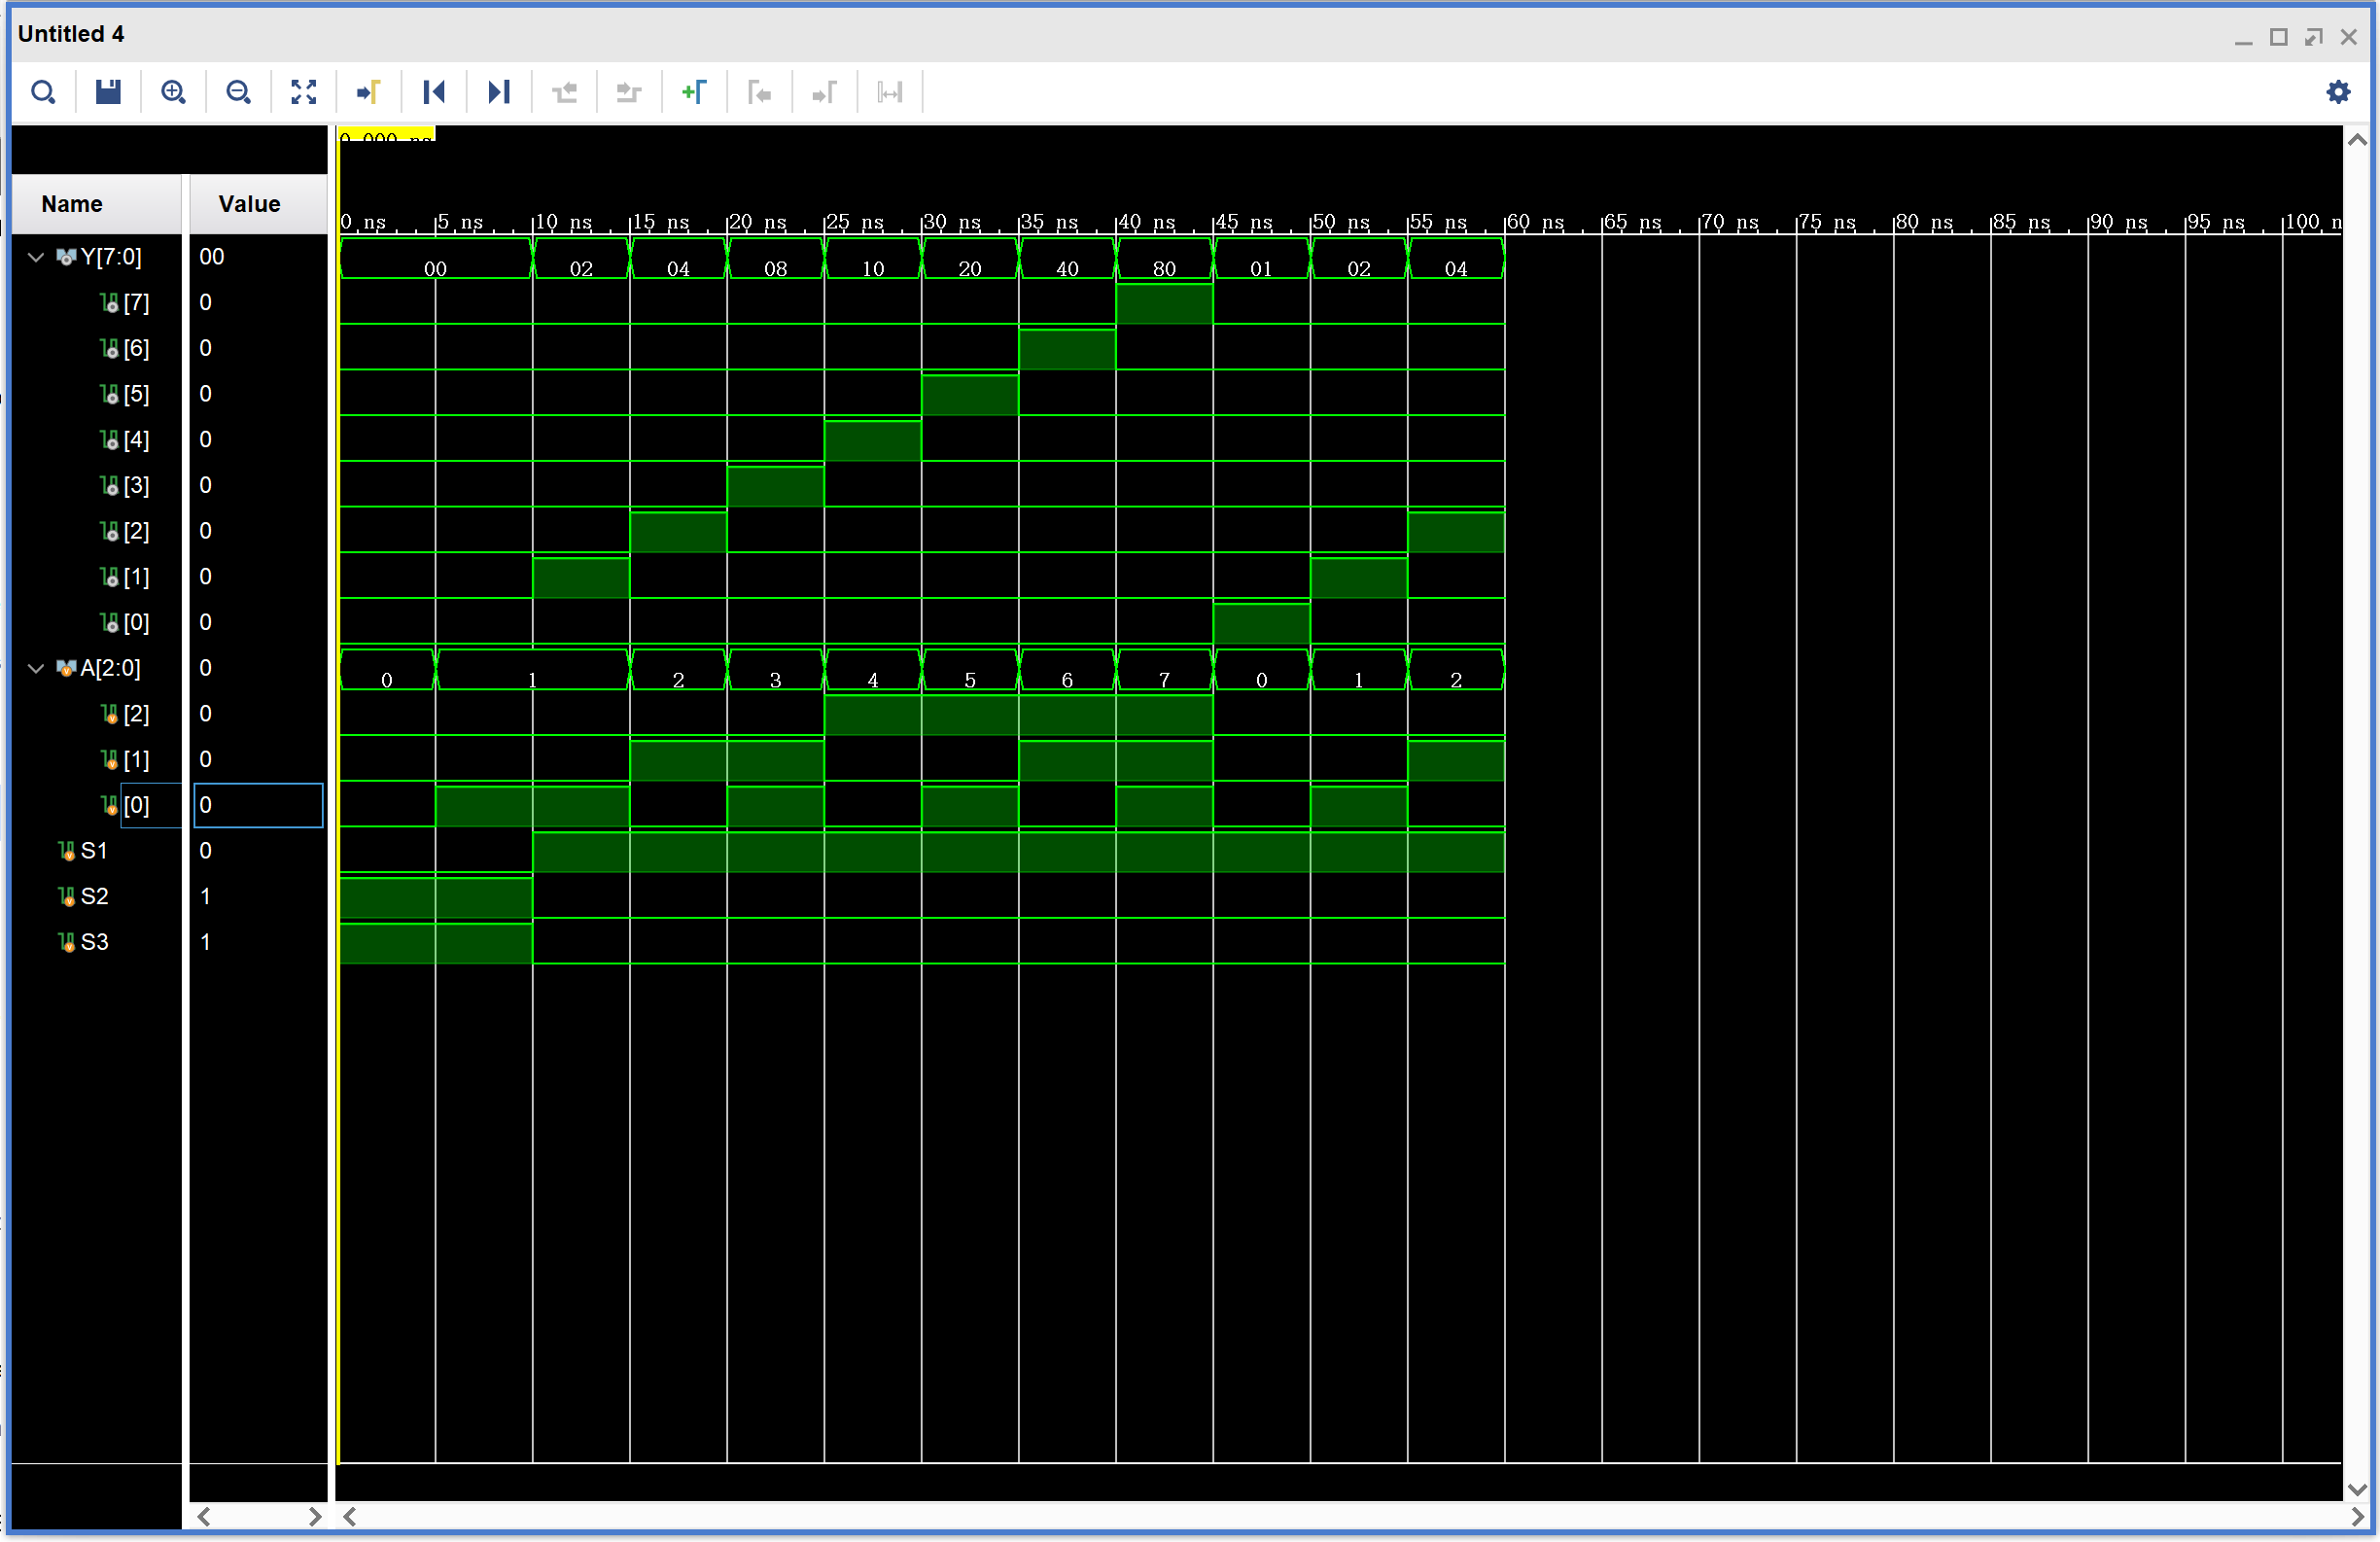 Untitled 4
0.000 ns
Name Value
0 ns 5 ns 10 ns 15 ns 20 ns 25 ns 30 ns 35 ns 40 ns 45 ns 50 ns 55 ns 60 ns 65 ns 70 ns 75 ns 80 ns 85 ns 90 ns 95 ns 100 n
Y[7:0] 00 00 02 04 08 10 20 40 80 01 02 04
[7] 0
[6] 0
[5] 0
[4] 0
[3] 0
[2] 0
[1] 0
[0] 0
A[2:0] 0 0 1 2 3 4 5 6 7 0 1 2
[2] 0
[1] 0
[0] 0
S1 0
S2 1
S3 1